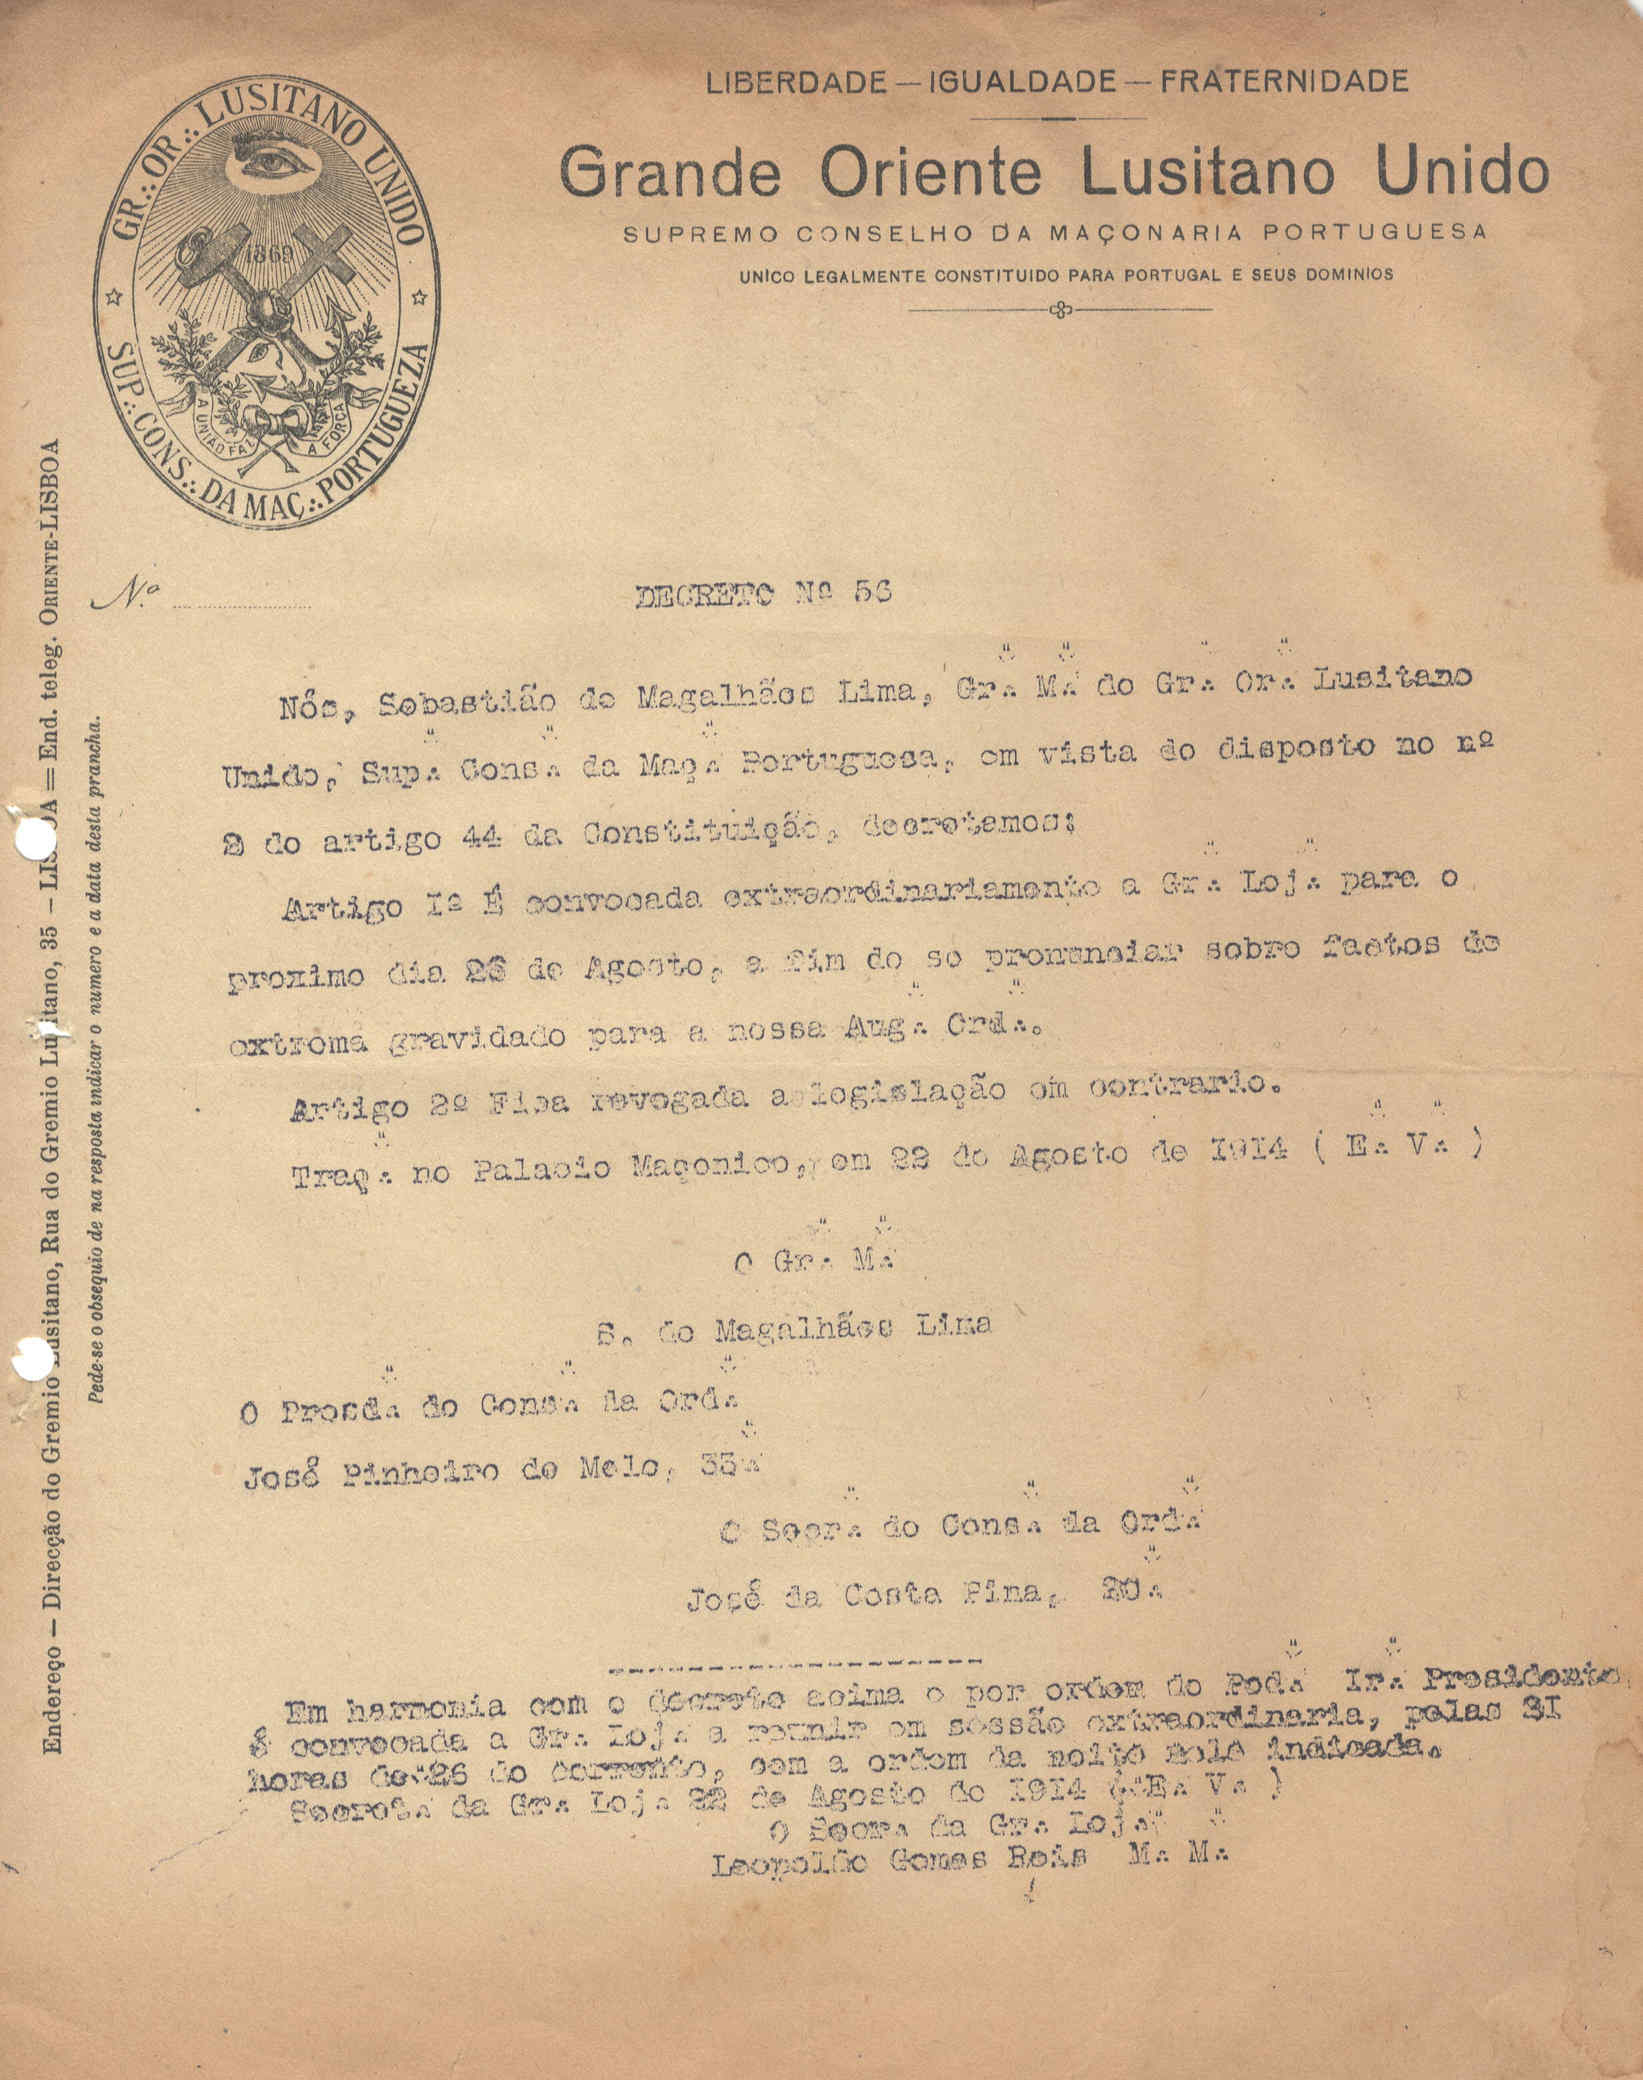 LIBERDADE — IGUALDADE — FRATERNIDADE
Grande Oriente Lusitano Unido
SUPREMO CONSELHO DA MAÇONARIA PORTUGUESA
UNICO LEGALMENTE CONSTITUIDO PARA PORTUGAL E SEUS DOMINIOS
GR∴ OR∴ LUSITANO UNIDO
SUP∴ CONS∴ DA MAÇ∴ PORTUGUEZA
1869
A UNIÃO FAZ A FORÇA
N.º
DECRETO Nº 56
Nós, Sebastião de Magalhães Lima, Gr∴ M∴ do Gr∴ Or∴ Lusitano
Unido, Sup∴ Cons∴ da Maç∴ Portuguesa, em vista do disposto no nº
2 do artigo 44 da Constituição, decretamos:
Artigo Iº É convocada extraordinariamente a Gr∴ Loj∴ para o
proximo dia 26 de Agosto, a fim de se pronunciar sobre factos de
extrema gravidade para a nossa Aug∴ Ord∴.
Artigo 2º Fica revogada a legislação em contrario.
Traç∴ no Palacio Maçonico, em 22 de Agosto de 1914 ( E∴ V∴ )
O Gr∴ M∴
S. de Magalhães Lima
O Presd∴ do Cons∴ da Ord∴
José Pinheiro de Melo, 33∴
O Secr∴ do Cons∴ da Ord∴
José da Costa Pina, 20∴
--------------------
Em harmonia com o decreto acima e por ordem do Pod∴ Ir∴ Presidente
é convocada a Gr∴ Loj∴ a reunir em sessão extraordinaria, pelas 2I
horas de 26 do corrente, com a ordem da noite nele indicada.
Secret∴ da Gr∴ Loj∴ 22 de Agosto de 1914 ( E∴ V∴ )
O Secr∴ da Gr∴ Loj∴
Leopoldo Gomes Reis M∴ M∴
Endereço — Direcção do Gremio Lusitano, Rua do Gremio Lusitano, 35 — LISBOA = End. teleg. ORIENTE-LISBOA
Pede-se o obsequio de na resposta indicar o numero e a data desta prancha.